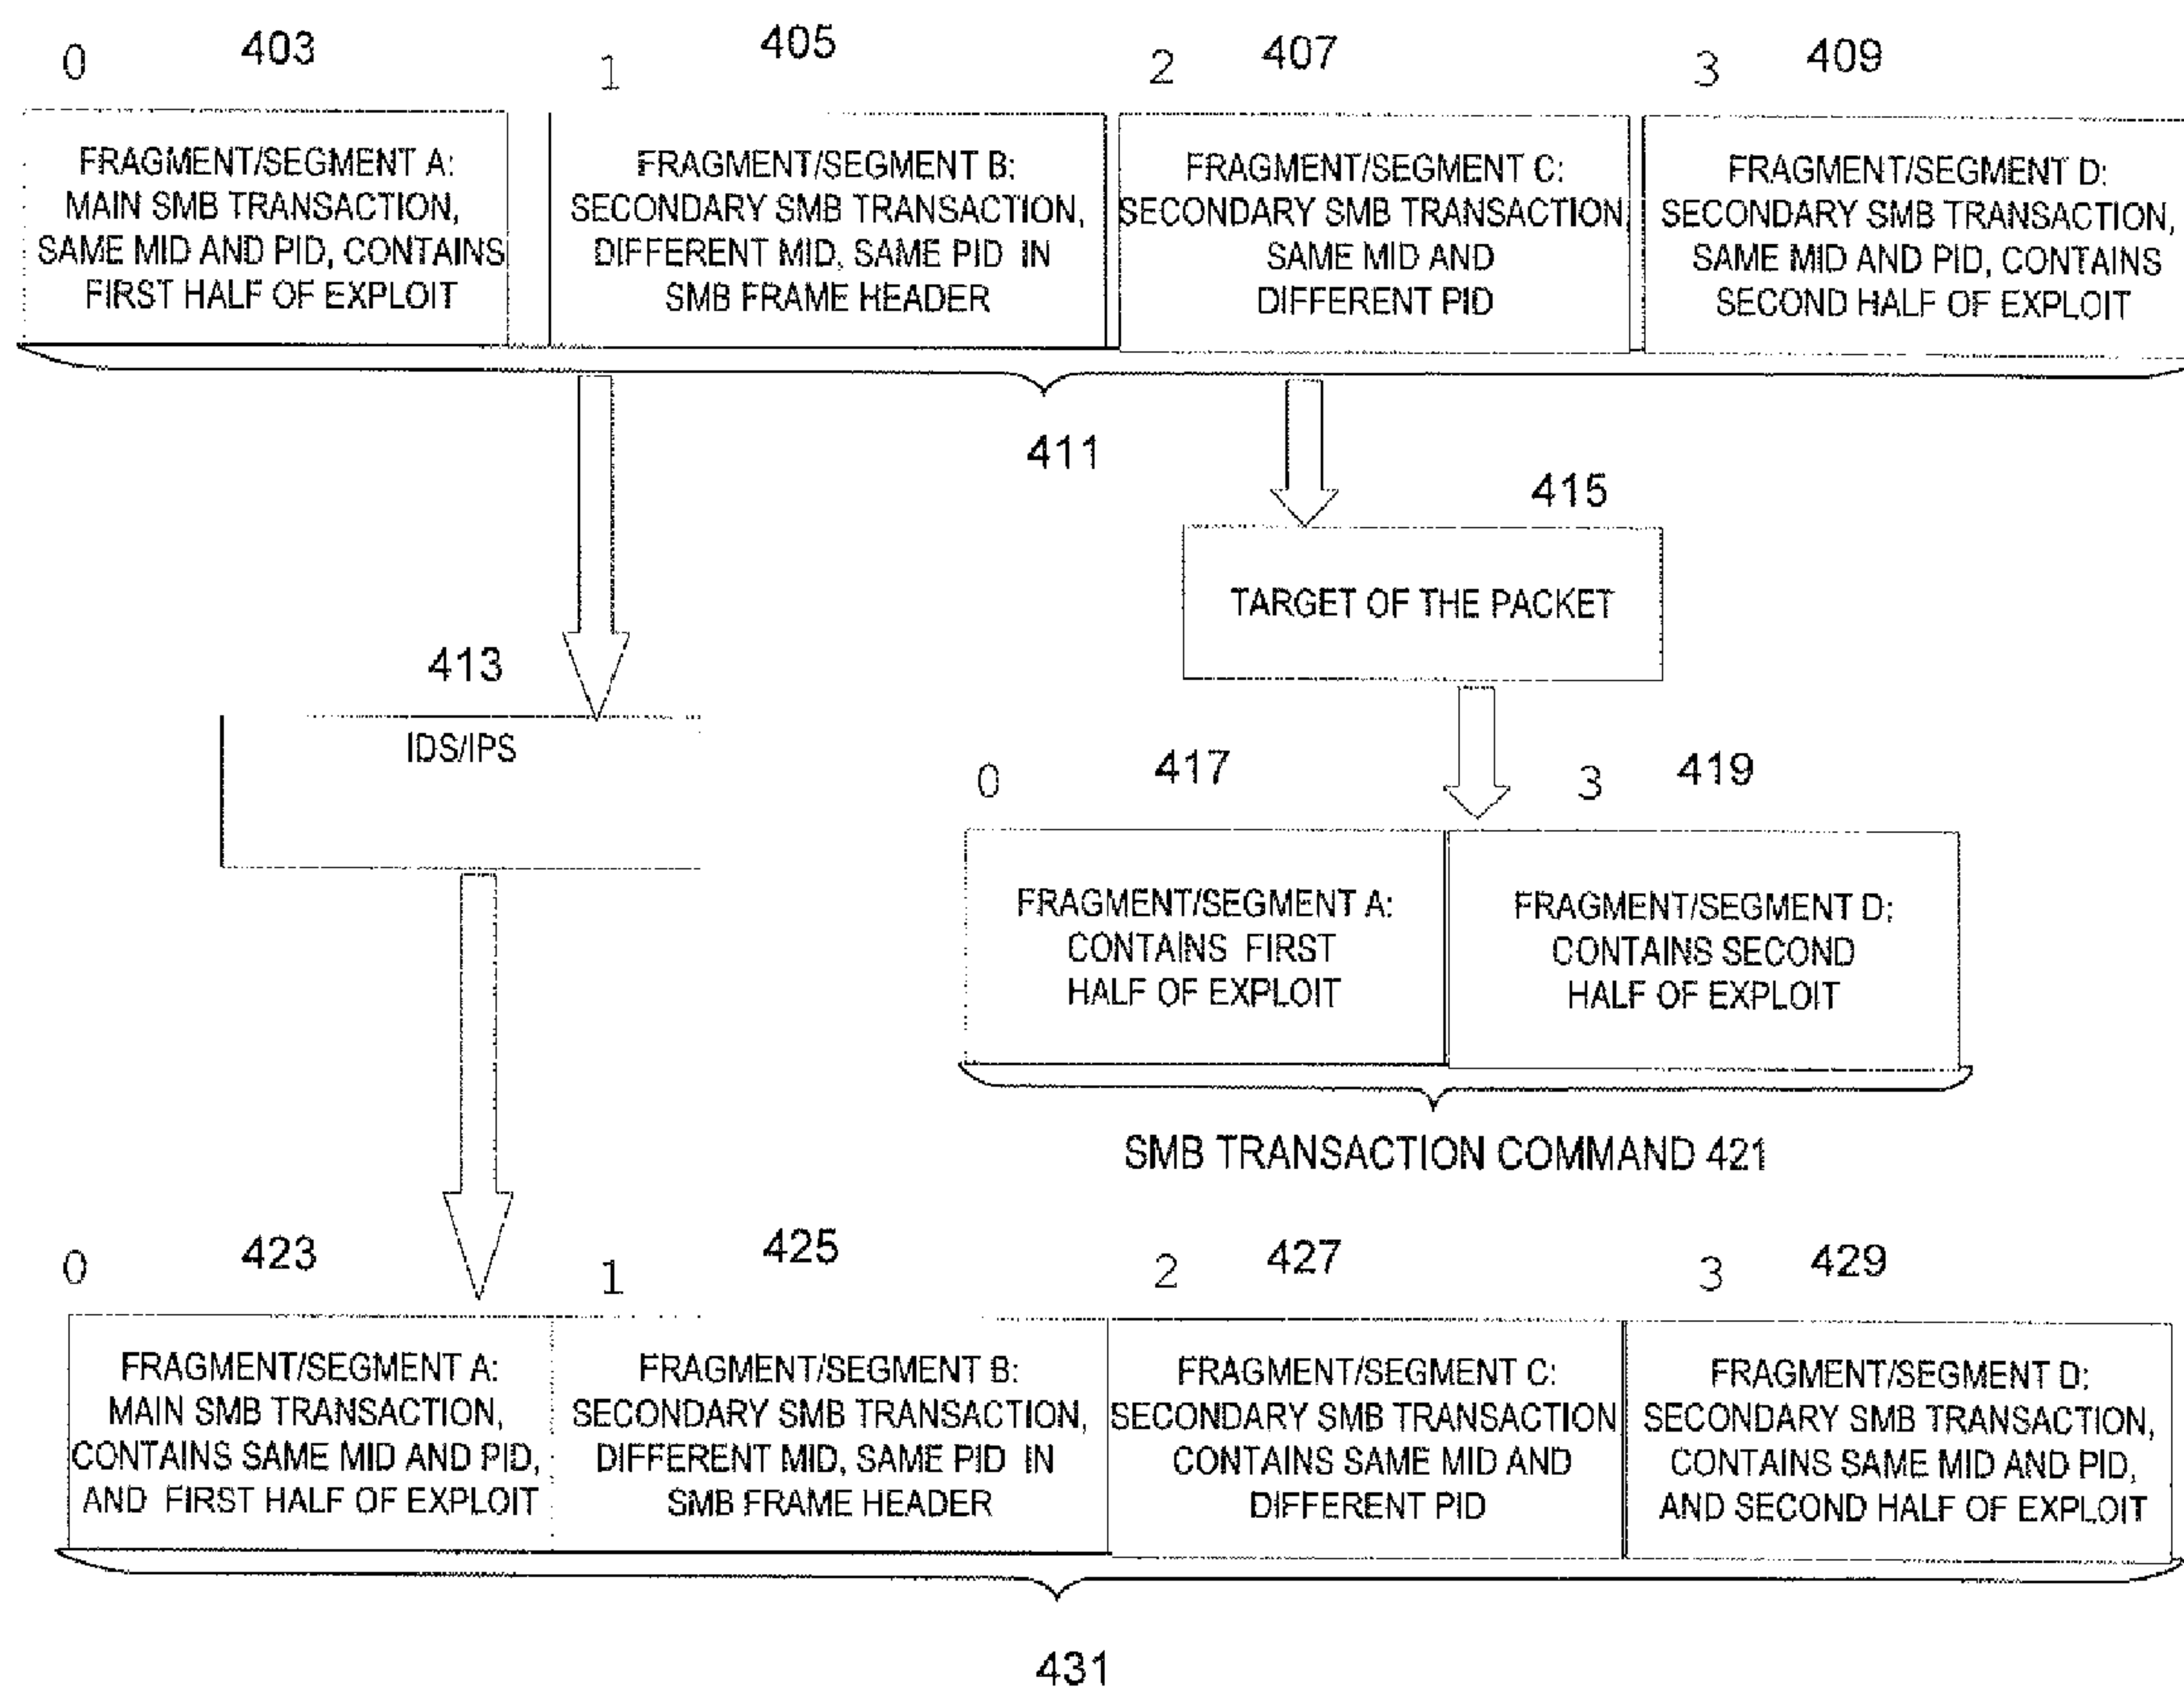 0 403 1 405 2 407 3 409
FRAGMENT/SEGMENT A:
MAIN SMB TRANSACTION,
SAME MID AND PID, CONTAINS
FIRST HALF OF EXPLOIT
FRAGMENT/SEGMENT B:
SECONDARY SMB TRANSACTION,
DIFFERENT MID, SAME PID IN
SMB FRAME HEADER
FRAGMENT/SEGMENT C:
SECONDARY SMB TRANSACTION,
SAME MID AND
DIFFERENT PID
FRAGMENT/SEGMENT D:
SECONDARY SMB TRANSACTION,
SAME MID AND PID, CONTAINS
SECOND HALF OF EXPLOIT
411
415
TARGET OF THE PACKET
413
IDS/IPS
0 417 3 419
FRAGMENT/SEGMENT A:
CONTAINS FIRST
HALF OF EXPLOIT
FRAGMENT/SEGMENT D:
CONTAINS SECOND
HALF OF EXPLOIT
SMB TRANSACTION COMMAND 421
0 423 1 425 2 427 3 429
FRAGMENT/SEGMENT A:
MAIN SMB TRANSACTION,
CONTAINS SAME MID AND PID,
AND FIRST HALF OF EXPLOIT
FRAGMENT/SEGMENT B:
SECONDARY SMB TRANSACTION,
DIFFERENT MID, SAME PID IN
SMB FRAME HEADER
FRAGMENT/SEGMENT C:
SECONDARY SMB TRANSACTION
CONTAINS SAME MID AND
DIFFERENT PID
FRAGMENT/SEGMENT D:
SECONDARY SMB TRANSACTION,
CONTAINS SAME MID AND PID,
AND SECOND HALF OF EXPLOIT
431